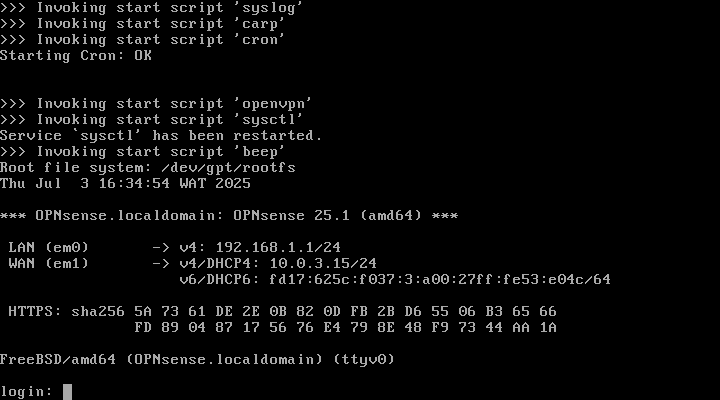 >>> Invoking start script 'syslog'
>>> Invoking start script 'carp'
>>> Invoking start script 'cron'
Starting Cron: OK
>>> Invoking start script 'openvpn'
>>> Invoking start script 'sysctl'
Service `sysctl' has been restarted.
>>> Invoking start script 'beep'
Root file system: /dev/gpt/rootfs
Thu Jul  3 16:34:54 WAT 2025
*** OPNsense.localdomain: OPNsense 25.1 (amd64) ***
LAN (em0)       -> v4: 192.168.1.1/24
WAN (em1)       -> v4/DHCP4: 10.0.3.15/24
v6/DHCP6: fd17:625c:f037:3:a00:27ff:fe53:e04c/64
HTTPS: sha256 5A 73 61 DE 2E 0B 82 0D FB 2B D6 55 06 B3 65 66
FD 89 04 87 17 56 76 E4 79 8E 48 F9 73 44 AA 1A
FreeBSD/amd64 (OPNsense.localdomain) (ttyv0)
login: